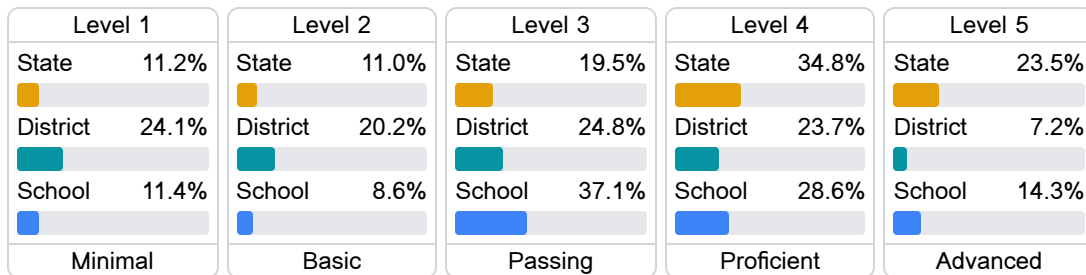 Level 1
State 11.2%
District 24.1%
School 11.4%
Minimal
Level 2
State 11.0%
District 20.2%
School 8.6%
Basic
Level 3
State 19.5%
District 24.8%
School 37.1%
Passing
Level 4
State 34.8%
District 23.7%
School 28.6%
Proficient
Level 5
State 23.5%
District 7.2%
School 14.3%
Advanced